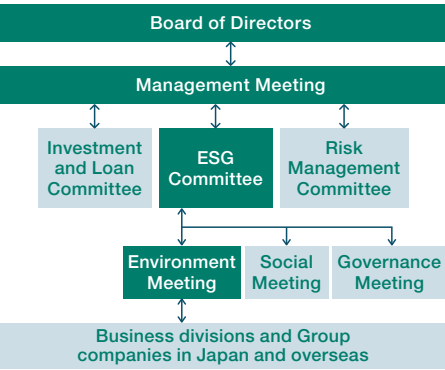 Board of Directors
Management Meeting
Investment
and Loan
Committee
ESG
Committee
Risk
Management
Committee
Environment
Meeting
Social
Meeting
Governance
Meeting
Business divisions and Group
companies in Japan and overseas